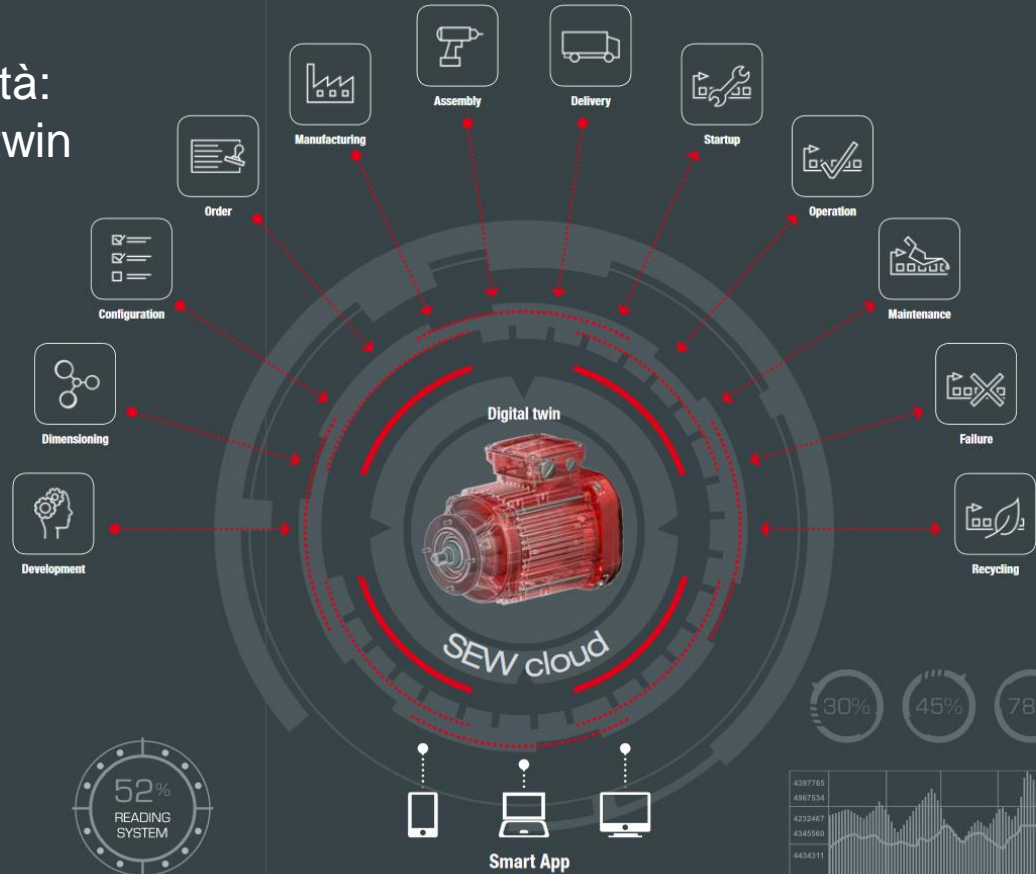 tà:
win
Assembly
Delivery
Manufacturing
Startup
Order
Operation
Configuration
Maintenance
Dimensioning
Failure
Development
Recycling
Digital twin
SEW cloud
30%
45%
78
52%
READING
SYSTEM
4397765
4967534
4232467
4345560
4434311
Smart App